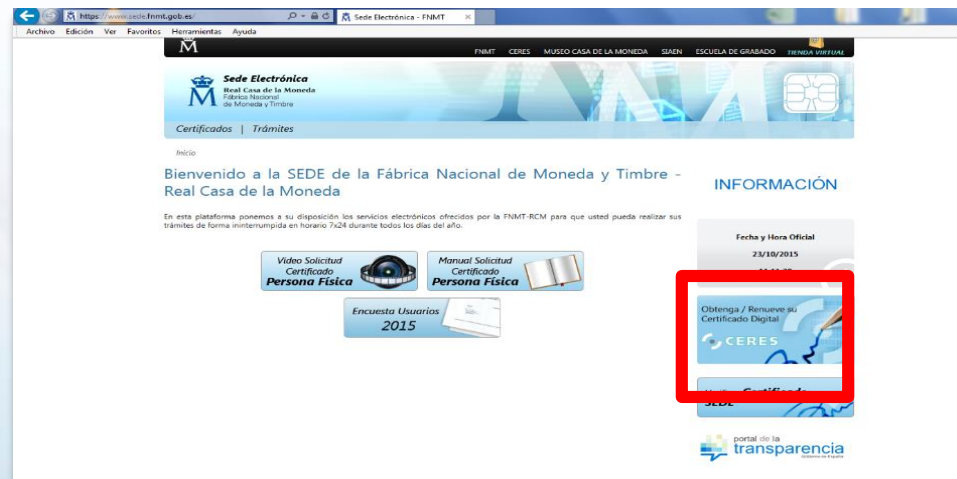 https://www.sede.fnmt.gob.es/
Sede Electrónica - FNMT
Archivo Edición Ver Favoritos Herramientas Ayuda
FNMT CERES MUSEO CASA DE LA MONEDA SIAEN ESCUELA DE GRABADO TIENDA VIRTUAL
Sede Electrónica
Real Casa de la Moneda
Fábrica Nacional
de Moneda y Timbre
Certificados | Trámites
Inicio
Bienvenido a la SEDE de la Fábrica Nacional de Moneda y Timbre -
Real Casa de la Moneda
En esta plataforma ponemos a su disposición los servicios electrónicos ofrecidos por la FNMT-RCM para que usted pueda realizar sus
trámites de forma ininterrumpida en horario 7x24 durante todos los días del año.
Video Solicitud
Certificado
Persona Física
Manual Solicitud
Certificado
Persona Física
Encuesta Usuarios
2015
INFORMACIÓN
Fecha y Hora Oficial
23/10/2015
Obtenga / Renueve su
Certificado Digital
CERES
Certificado
SEDE
portal de la
transparencia